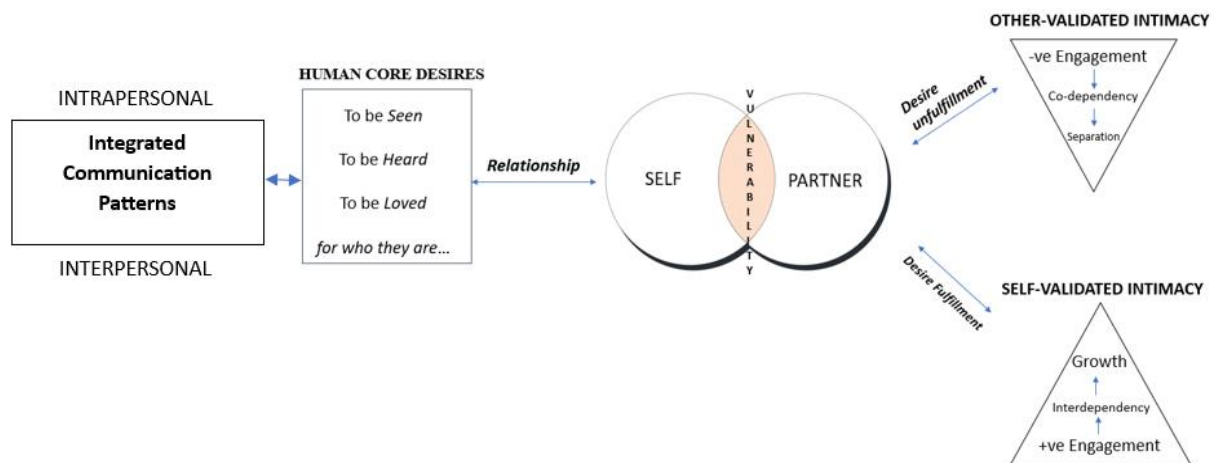 INTRAPERSONAL
Integrated
Communication
Patterns
INTERPERSONAL
HUMAN CORE DESIRES
To be Seen
To be Heard
To be Loved
for who they are...
Relationship
SELF
VULNERABILITY
PARTNER
Desire
unfulfillment
OTHER-VALIDATED INTIMACY
-ve Engagement
Co-dependency
Separation
Desire Fulfillment
SELF-VALIDATED INTIMACY
Growth
Interdependency
+ve Engagement